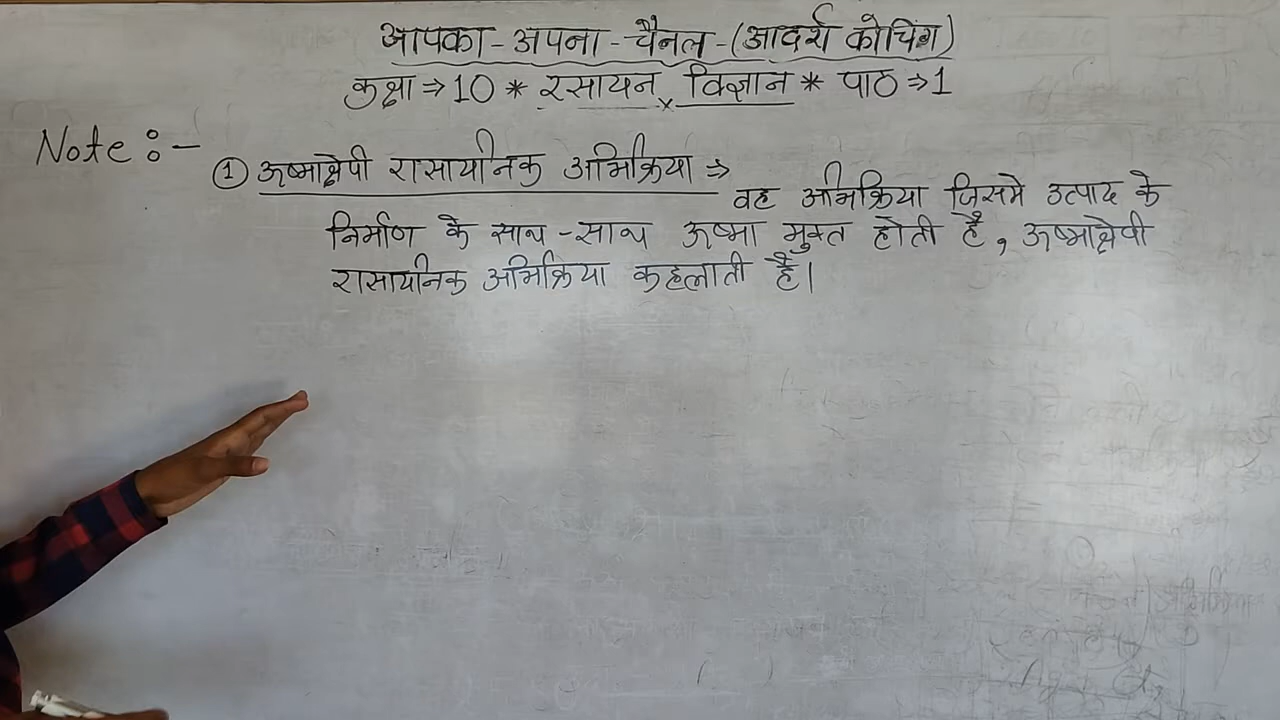 आपका - अपना - चैनल - (आदर्श कोचिंग)
कक्षा ⇒ 10 * रसायन विज्ञान * पाठ ⇒ 1
Note :-
① ऊष्माक्षेपी रासायनिक अभिक्रिया ⇒ वह अभिक्रिया जिसमे उत्पाद के
निर्माण के साथ - साथ ऊष्मा मुक्त होती है, ऊष्माक्षेपी
रासायनिक अभिक्रिया कहलाती है।